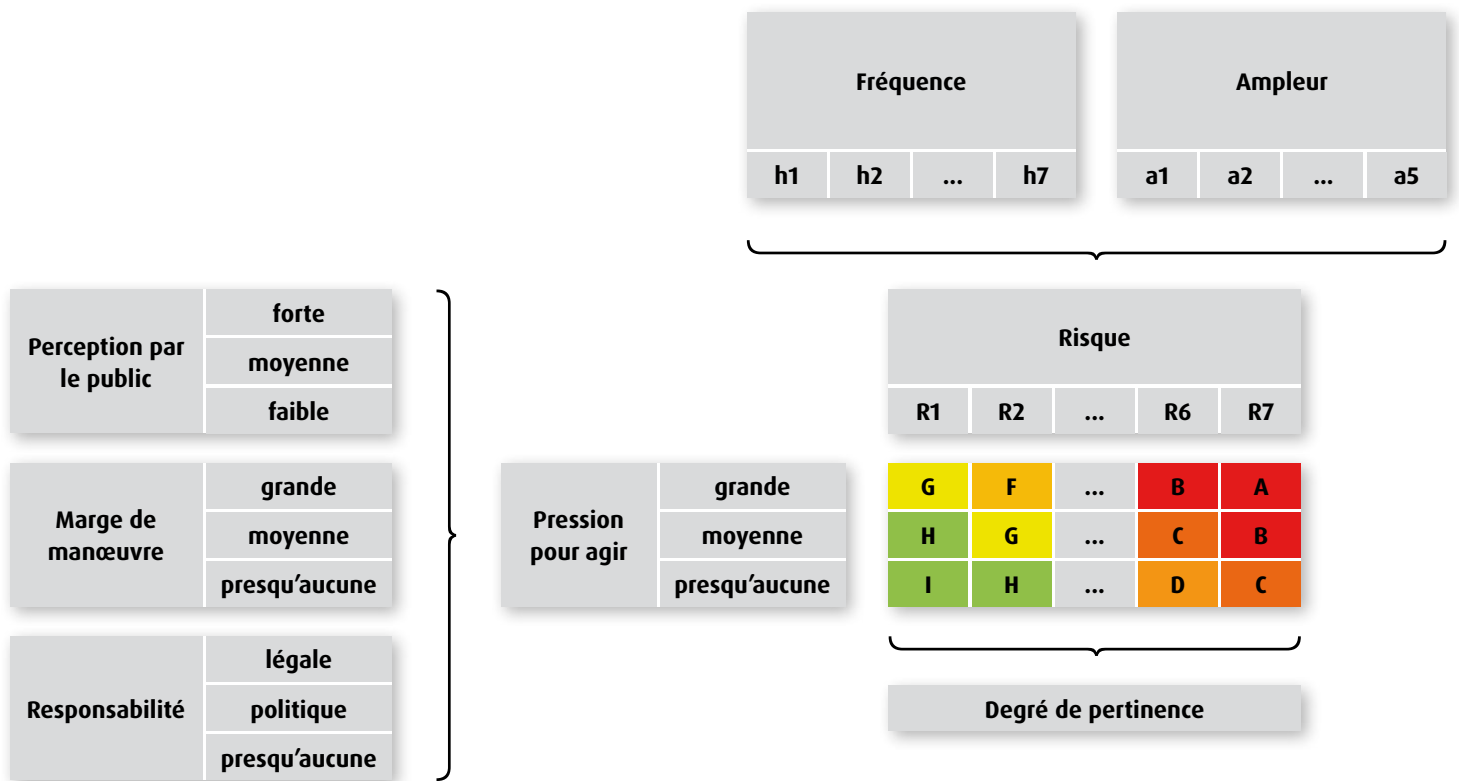 Fréquence
h1 h2 ... h7
Ampleur
a1 a2 ... a5
Perception par
le public
forte
moyenne
faible
Marge de
manœuvre
grande
moyenne
presqu’aucune
Responsabilité
légale
politique
presqu’aucune
Pression
pour agir
grande
moyenne
presqu’aucune
Risque
R1 R2 ... R6 R7
G F ... B A
H G ... C B
I H ... D C
Degré de pertinence